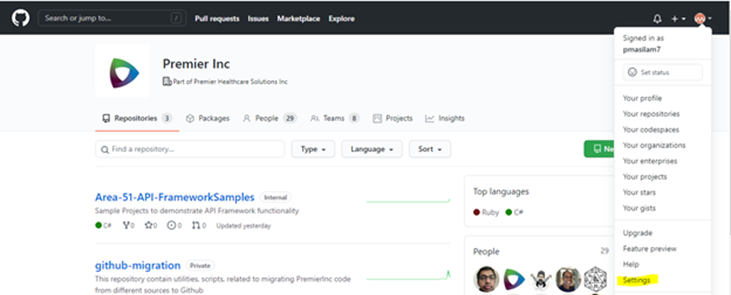 Search or jump to... /
Pull requests Issues Marketplace Explore
Signed in as
pmasilam7
Set status
Your profile
Your repositories
Your codespaces
Your organizations
Your enterprises
Your projects
Your stars
Your gists
Upgrade
Feature preview
Help
Settings
Premier Inc
Part of Premier Healthcare Solutions Inc
Repositories 3 Packages People 29 Teams 8 Projects Insights
Find a repository... Type Language Sort Ne
Area-51-API-FrameworkSamples Internal
Sample Projects to demonstrate API Framework functionality
C# 0 0 0 0 Updated yesterday
github-migration Private
This repository contain utilities, scripts, related to migrating PremierInc code
from different sources to Github
Top languages
Ruby C#
People 29